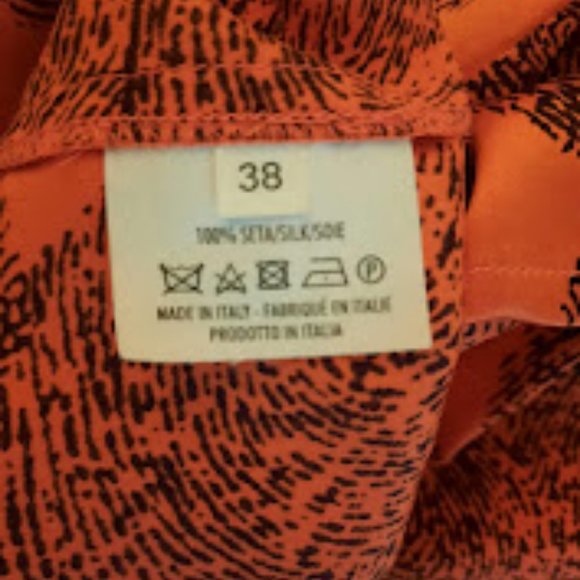 38
100% SETA/SILK/SOIE
MADE IN ITALY - FABRIQUÉ EN ITALIE
PRODOTTO IN ITALIA